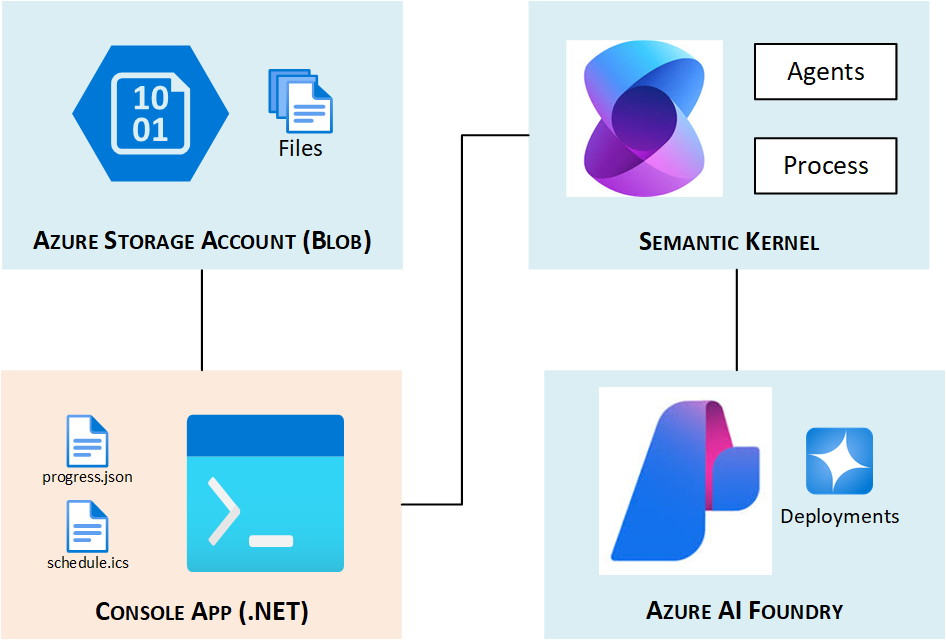 10
01
Files
Azure Storage Account (Blob)
Agents
Process
Semantic Kernel
progress.json
schedule.ics
Console App (.NET)
Deployments
Azure AI Foundry